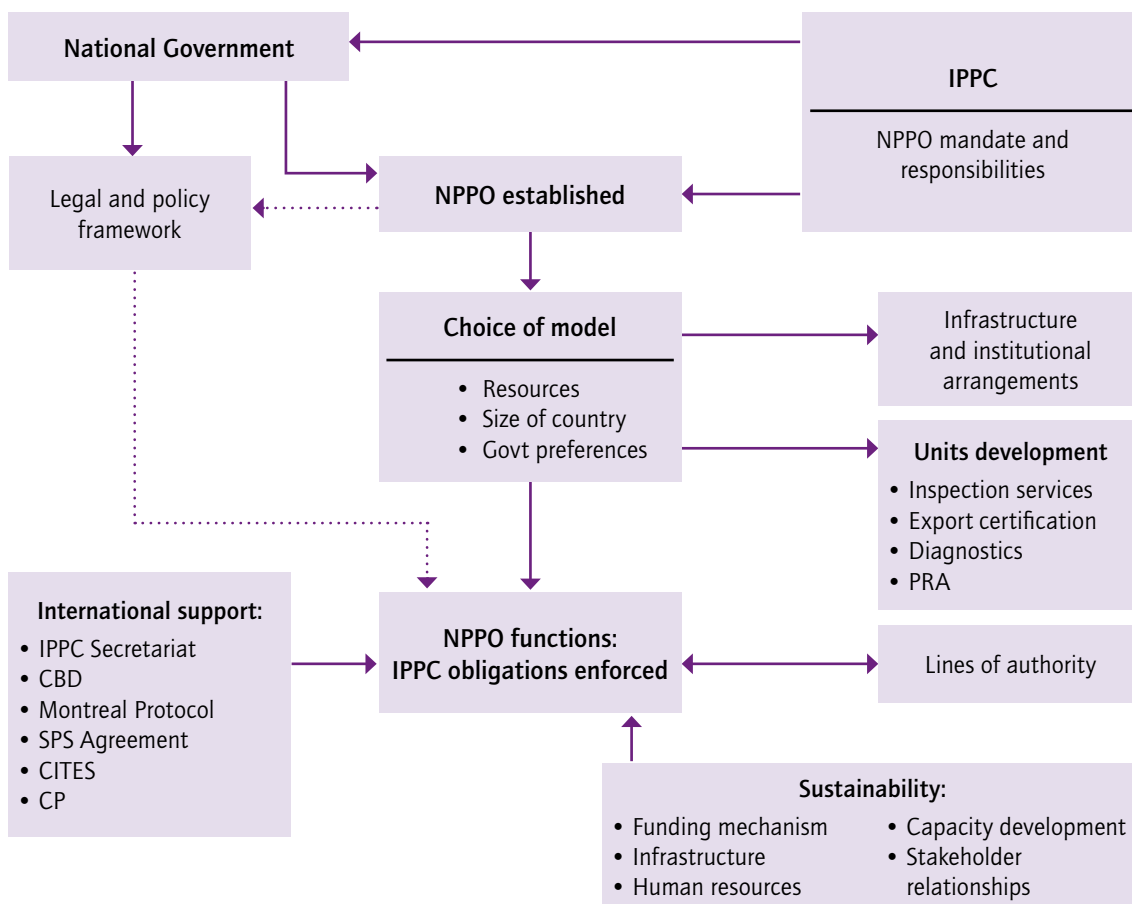 National Government
IPPC
NPPO mandate and
responsibilities
Legal and policy
framework
NPPO established
Choice of model
• Resources
• Size of country
• Govt preferences
Infrastructure
and institutional
arrangements
Units development
• Inspection services
• Export certification
• Diagnostics
• PRA
International support:
• IPPC Secretariat
• CBD
• Montreal Protocol
• SPS Agreement
• CITES
• CP
NPPO functions:
IPPC obligations enforced
Lines of authority
Sustainability:
• Funding mechanism
• Infrastructure
• Human resources
• Capacity development
• Stakeholder
relationships